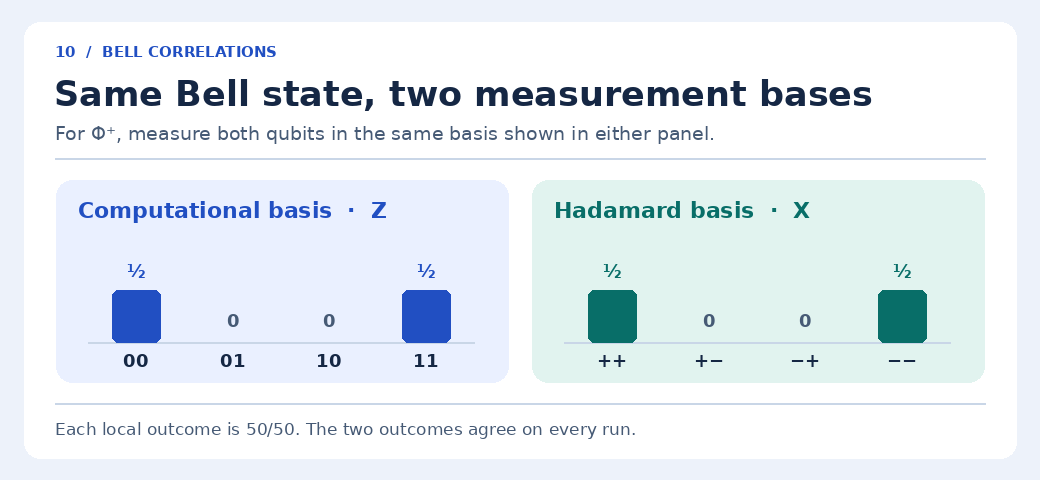 10 / BELL CORRELATIONS
Same Bell state, two measurement bases
For Φ⁺, measure both qubits in the same basis shown in either panel.
Computational basis · Z
½ ½
0 0
00 01 10 11
Hadamard basis · X
½ ½
0 0
++ +− −+ −−
Each local outcome is 50/50. The two outcomes agree on every run.